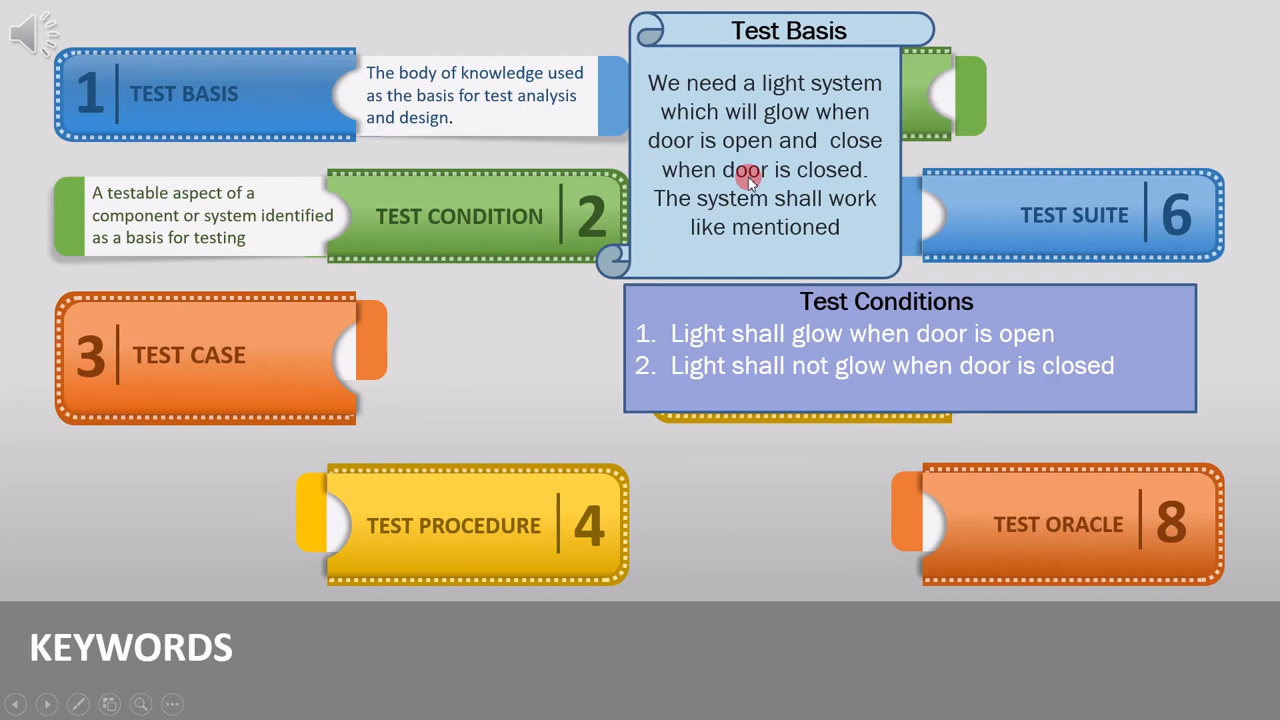 1
TEST BASIS
The body of knowledge used
as the basis for test analysis
and design.
A testable aspect of a
component or system identified
as a basis for testing
TEST CONDITION
2
3
TEST CASE
TEST PROCEDURE
4
Test Basis
We need a light system
which will glow when
door is open and close
when door is closed.
The system shall work
like mentioned
TEST SUITE
6
Test Conditions
1. Light shall glow when door is open
2. Light shall not glow when door is closed
TEST ORACLE
8
KEYWORDS